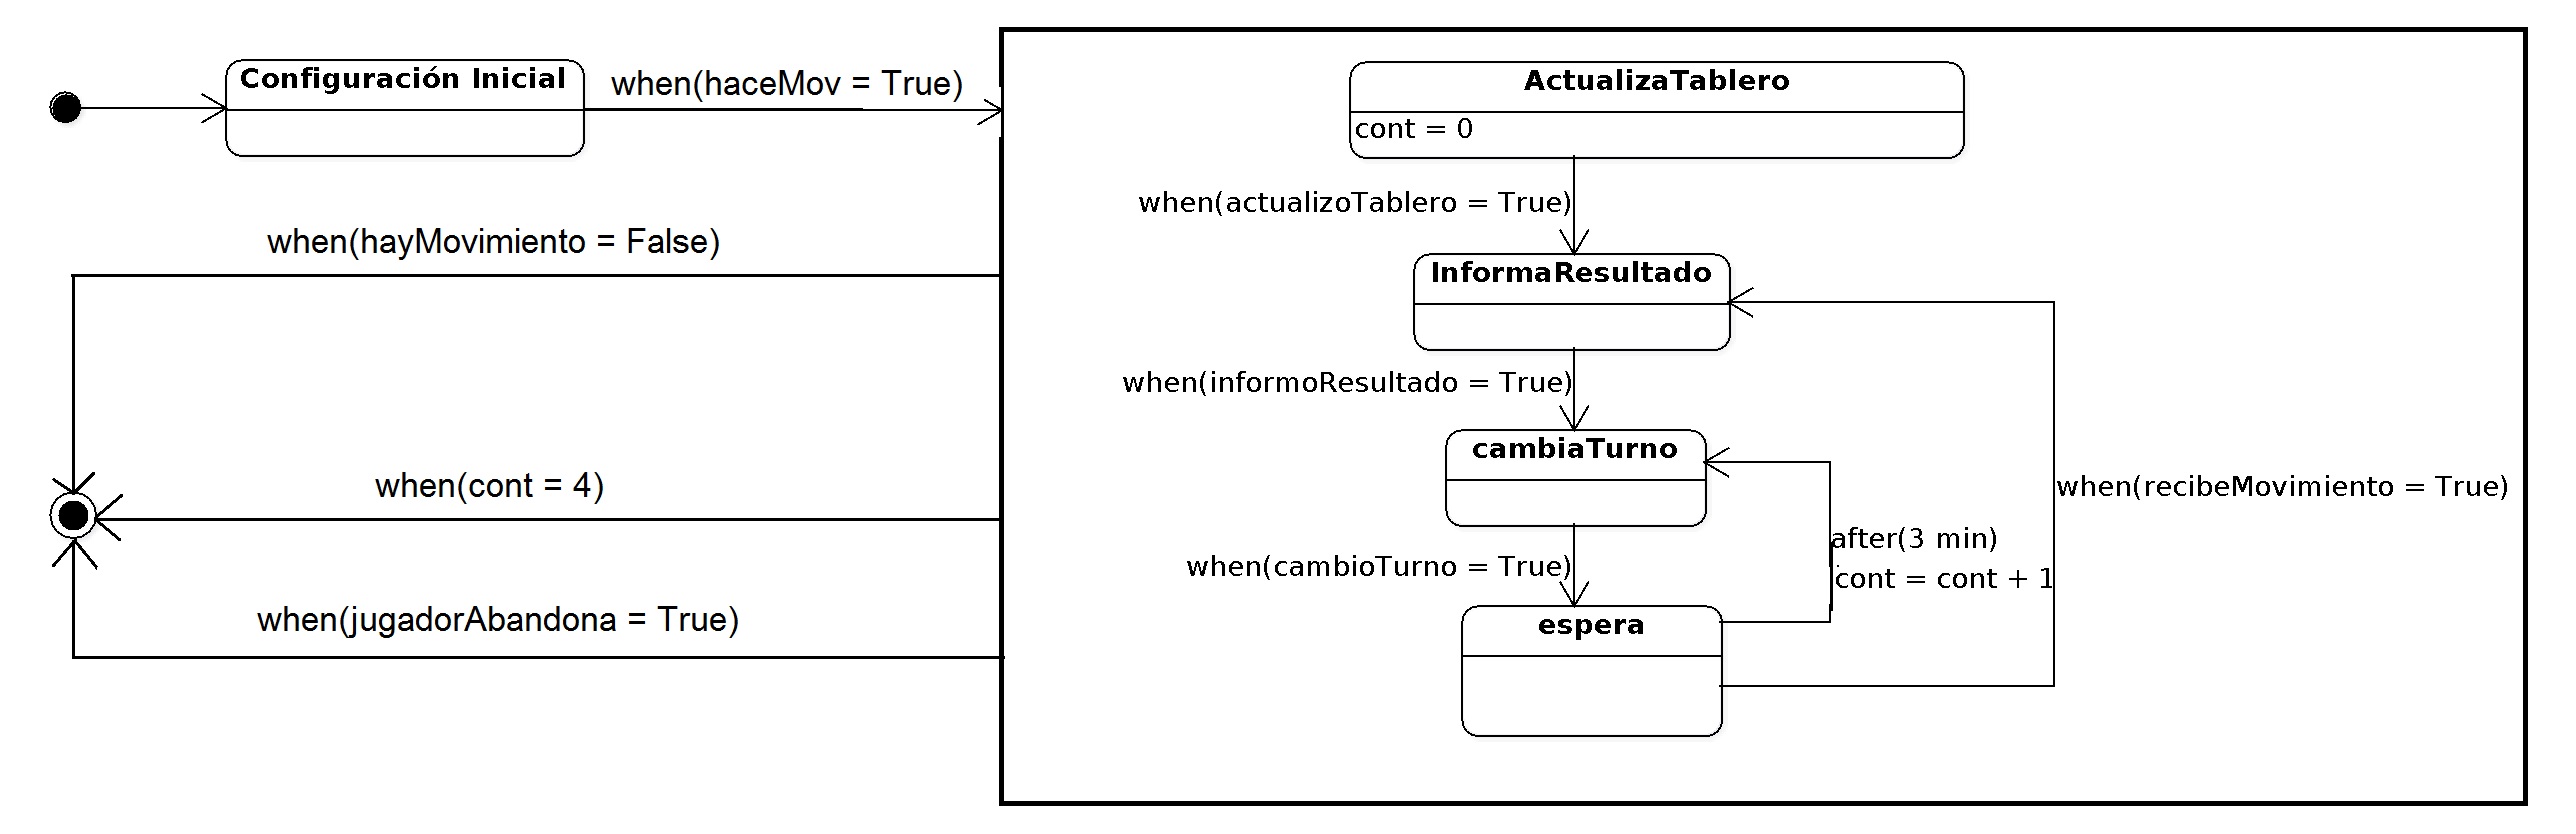 Configuración Inicial
when(haceMov = True)
ActualizaTablero
cont = 0
when(actualizoTablero = True)
when(hayMovimiento = False)
InformaResultado
when(informoResultado = True)
cambiaTurno
when(cont = 4)
when(recibeMovimiento = True)
after(3 min)
cont = cont + 1
when(cambioTurno = True)
when(jugadorAbandona = True)
espera